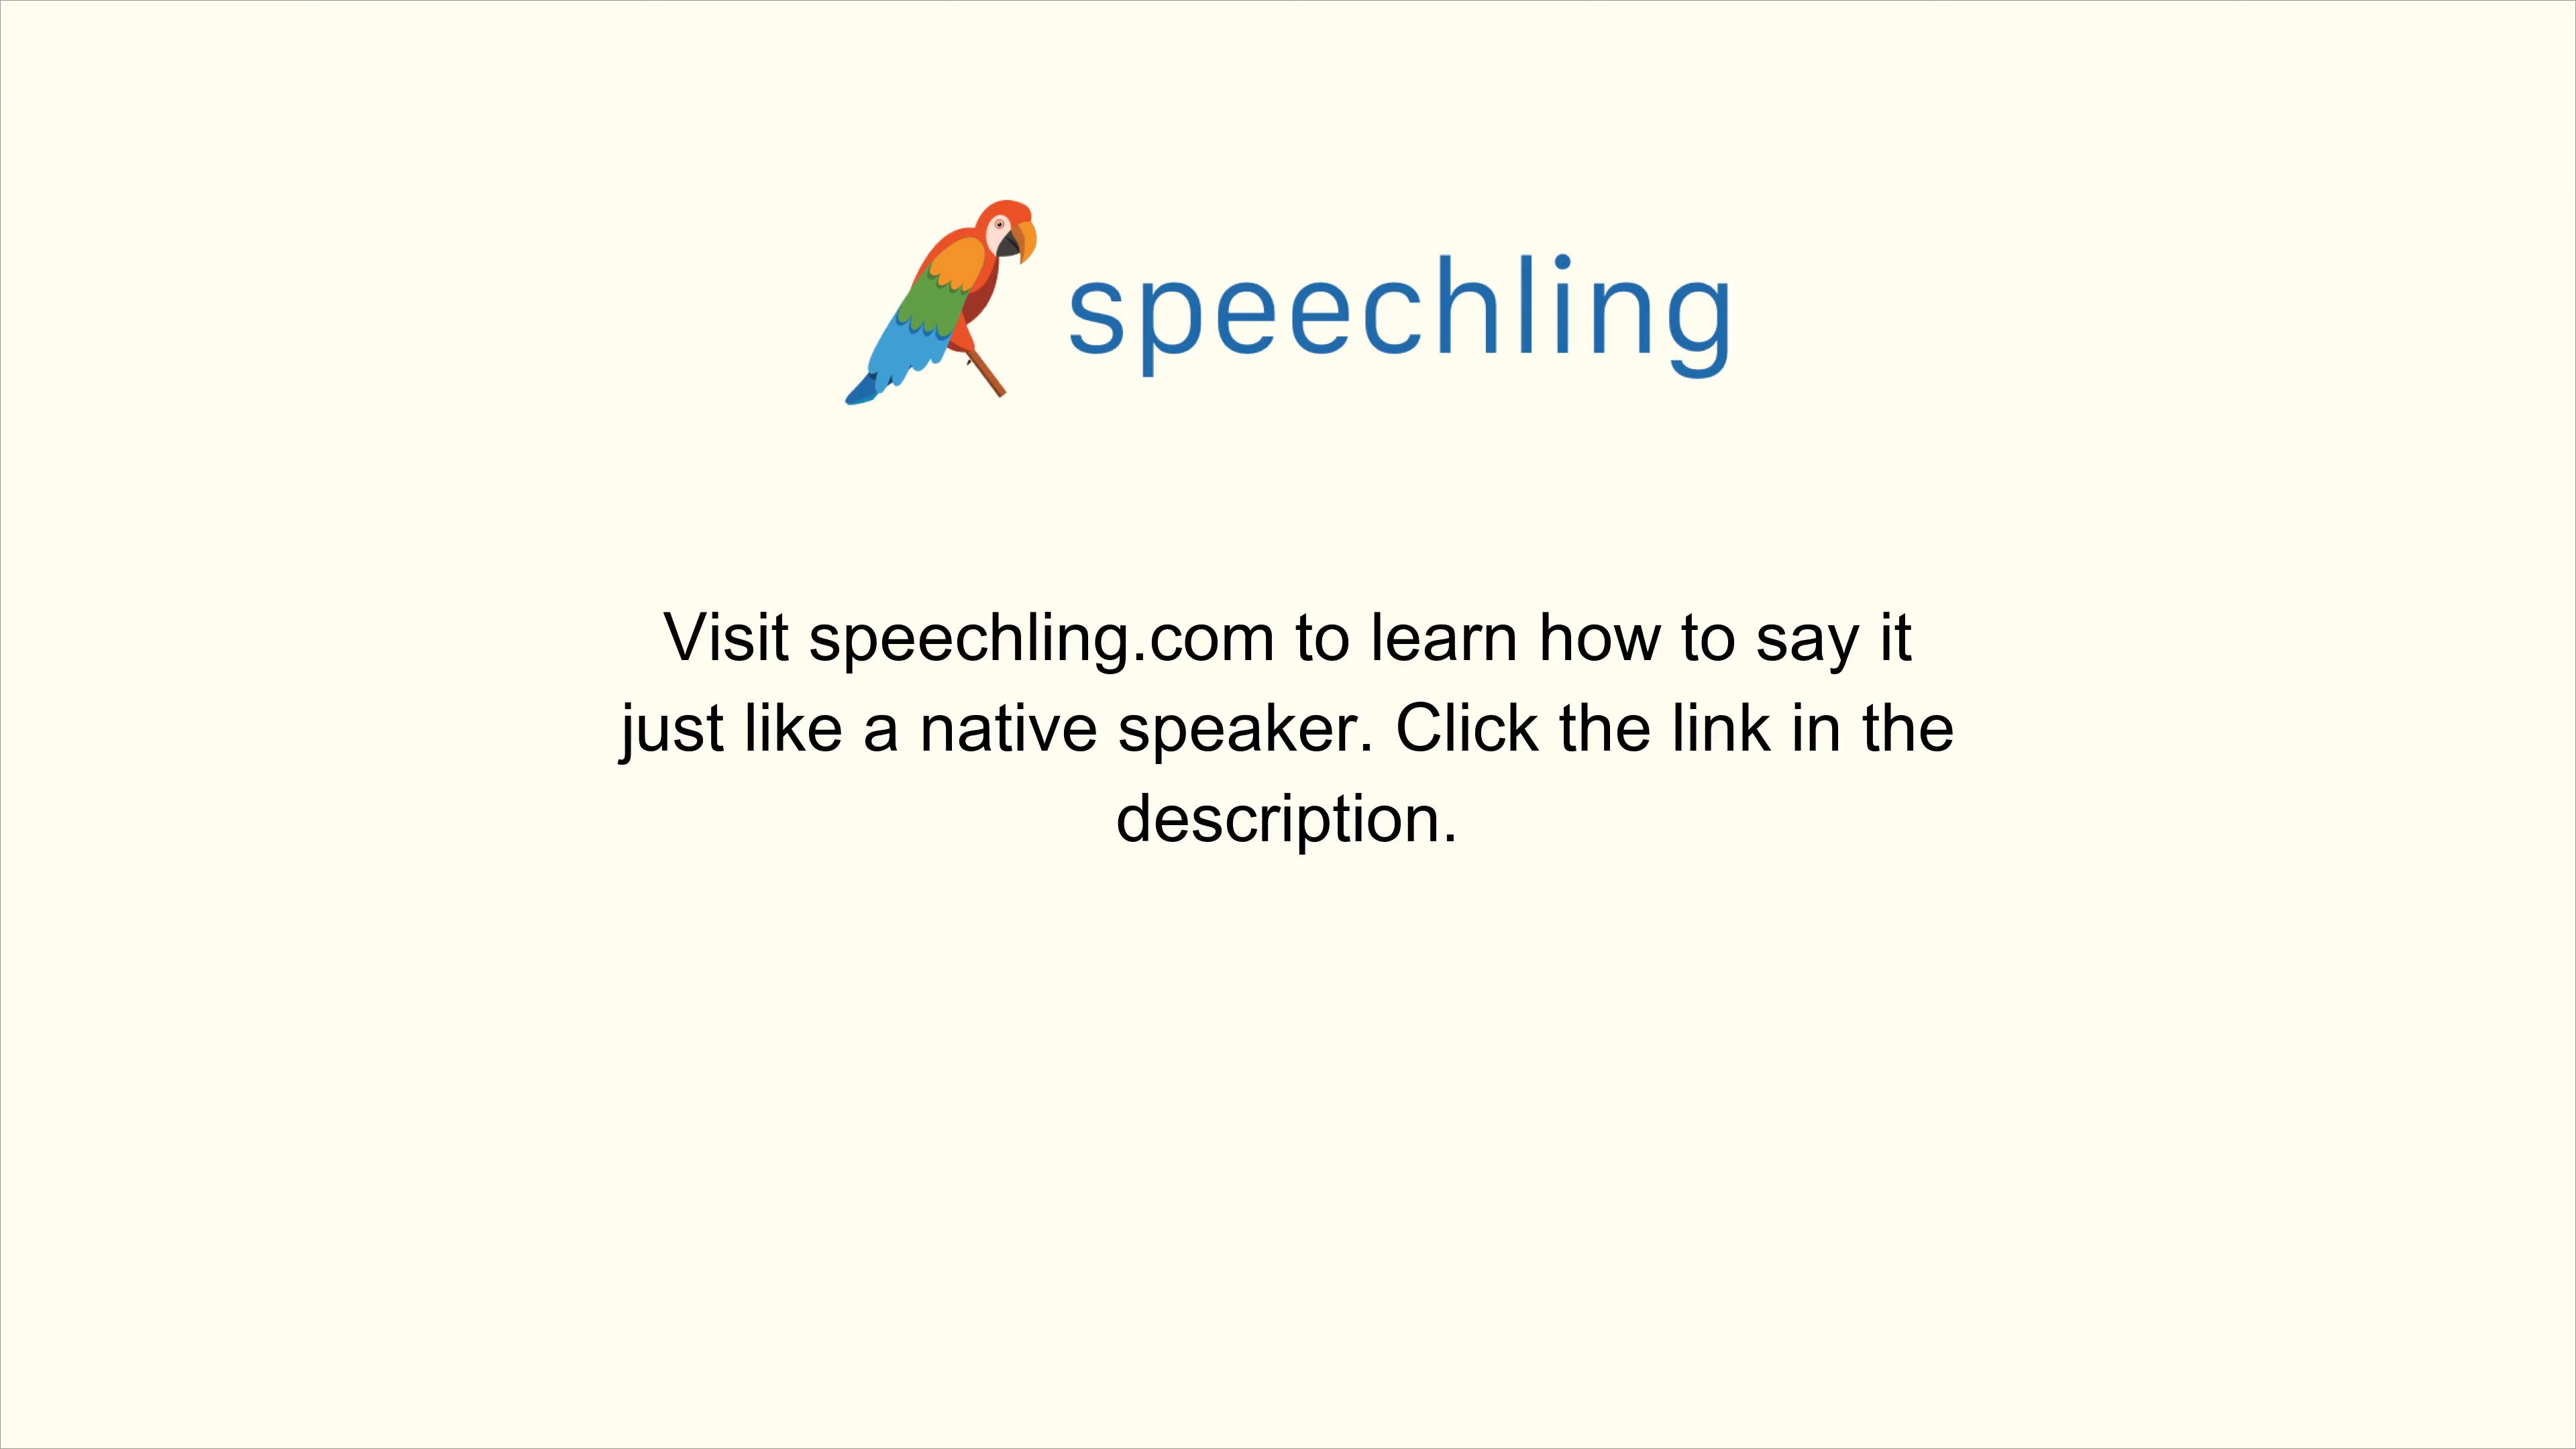 speechling
Visit speechling.com to learn how to say it
just like a native speaker. Click the link in the
description.